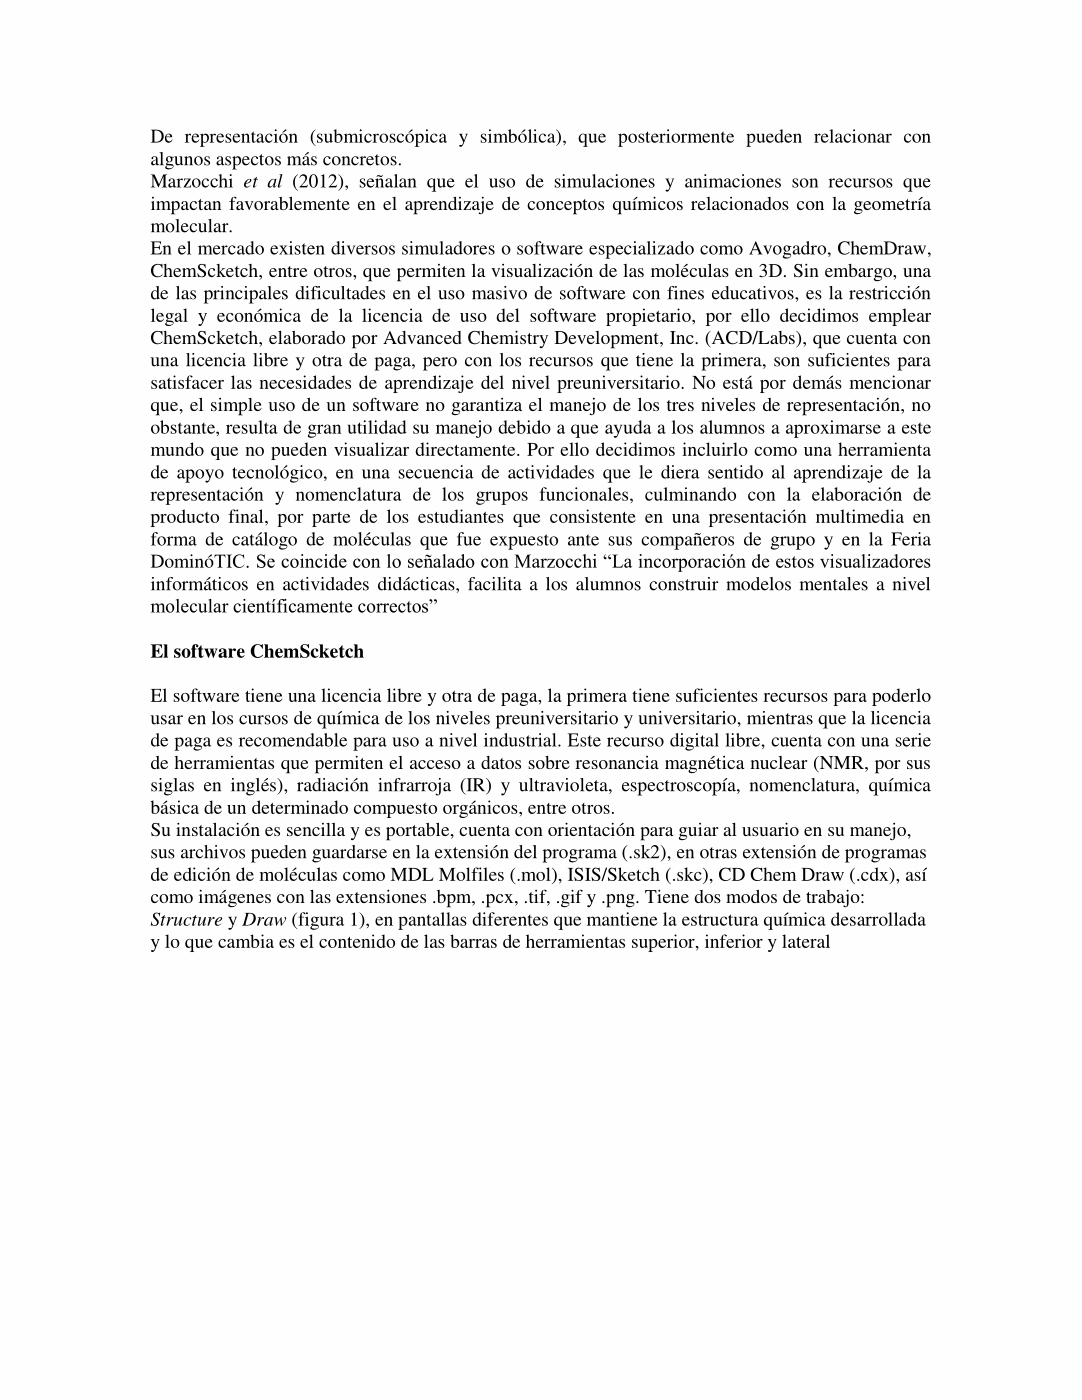 De representación (submicroscópica y simbólica), que posteriormente pueden relacionar con
algunos aspectos más concretos.
Marzocchi et al (2012), señalan que el uso de simulaciones y animaciones son recursos que
impactan favorablemente en el aprendizaje de conceptos químicos relacionados con la geometría
molecular.
En el mercado existen diversos simuladores o software especializado como Avogadro, ChemDraw,
ChemScketch, entre otros, que permiten la visualización de las moléculas en 3D. Sin embargo, una
de las principales dificultades en el uso masivo de software con fines educativos, es la restricción
legal y económica de la licencia de uso del software propietario, por ello decidimos emplear
ChemScketch, elaborado por Advanced Chemistry Development, Inc. (ACD/Labs), que cuenta con
una licencia libre y otra de paga, pero con los recursos que tiene la primera, son suficientes para
satisfacer las necesidades de aprendizaje del nivel preuniversitario. No está por demás mencionar
que, el simple uso de un software no garantiza el manejo de los tres niveles de representación, no
obstante, resulta de gran utilidad su manejo debido a que ayuda a los alumnos a aproximarse a este
mundo que no pueden visualizar directamente. Por ello decidimos incluirlo como una herramienta
de apoyo tecnológico, en una secuencia de actividades que le diera sentido al aprendizaje de la
representación y nomenclatura de los grupos funcionales, culminando con la elaboración de
producto final, por parte de los estudiantes que consistente en una presentación multimedia en
forma de catálogo de moléculas que fue expuesto ante sus compañeros de grupo y en la Feria
DominóTIC. Se coincide con lo señalado con Marzocchi “La incorporación de estos visualizadores
informáticos en actividades didácticas, facilita a los alumnos construir modelos mentales a nivel
molecular científicamente correctos”
El software ChemScketch
El software tiene una licencia libre y otra de paga, la primera tiene suficientes recursos para poderlo
usar en los cursos de química de los niveles preuniversitario y universitario, mientras que la licencia
de paga es recomendable para uso a nivel industrial. Este recurso digital libre, cuenta con una serie
de herramientas que permiten el acceso a datos sobre resonancia magnética nuclear (NMR, por sus
siglas en inglés), radiación infrarroja (IR) y ultravioleta, espectroscopía, nomenclatura, química
básica de un determinado compuesto orgánicos, entre otros.
Su instalación es sencilla y es portable, cuenta con orientación para guiar al usuario en su manejo,
sus archivos pueden guardarse en la extensión del programa (.sk2), en otras extensión de programas
de edición de moléculas como MDL Molfiles (.mol), ISIS/Sketch (.skc), CD Chem Draw (.cdx), así
como imágenes con las extensiones .bpm, .pcx, .tif, .gif y .png. Tiene dos modos de trabajo:
Structure y Draw (figura 1), en pantallas diferentes que mantiene la estructura química desarrollada
y lo que cambia es el contenido de las barras de herramientas superior, inferior y lateral